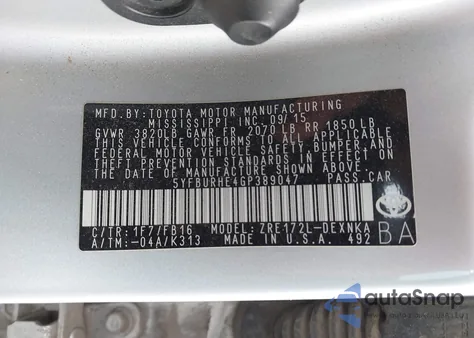 MFD. BY: TOYOTA MOTOR MANUFACTURING
MISSISSIPPI INC. 09/15
GVWR 3820LB GAWR FR 2070 LB RR 1850 LB
THIS VEHICLE CONFORMS TO ALL APPLICABLE
FEDERAL MOTOR VEHICLE SAFETY, BUMPER, AND
THEFT PREVENTION STANDARDS IN EFFECT ON
THE DATE OF MANUFACTURE SHOWN ABOVE.
5YFBURHE4GP389047 PASS.CAR
C/TR: 1F7/FB16 MODEL: ZRE172L-DEXNKA
A/TM: -04A/K313 MADE IN U.S.A. 492
BA
autoSnap